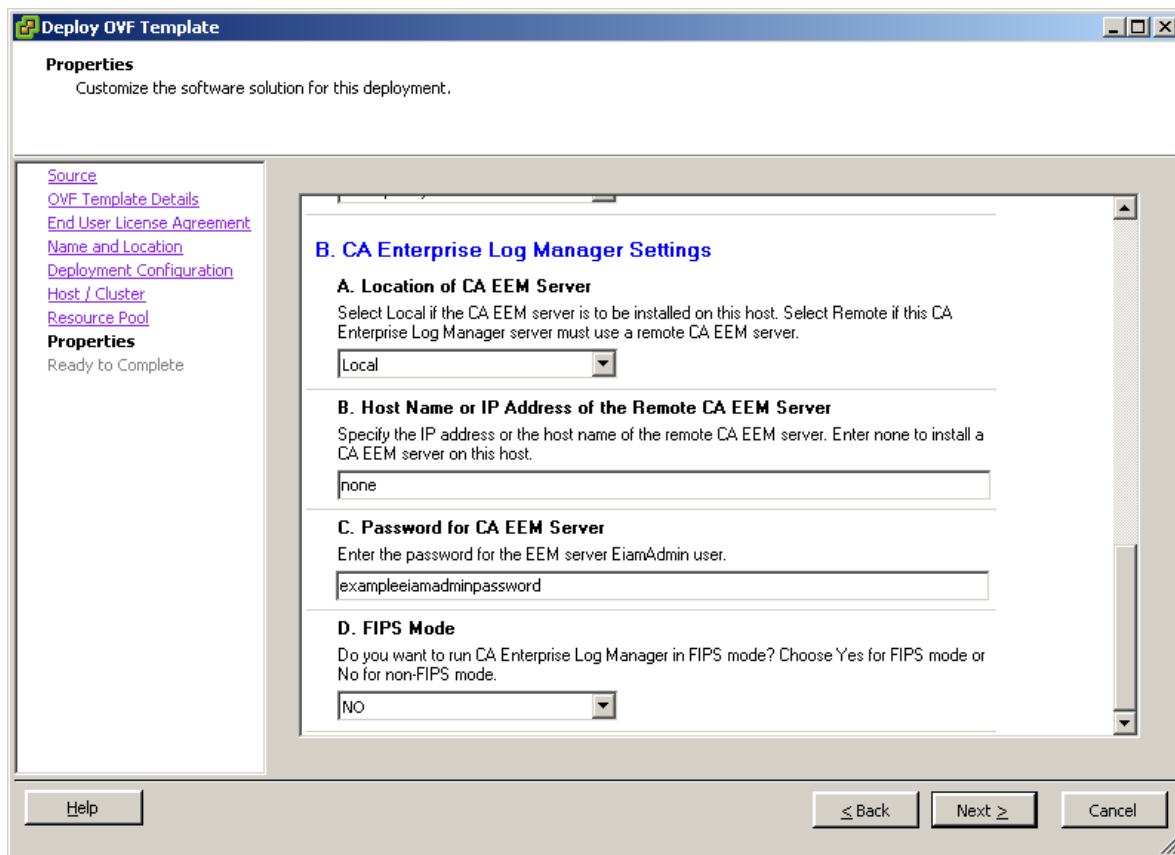 Deploy OVF Template
Properties
Customize the software solution for this deployment.
Source
OVF Template Details
End User License Agreement
Name and Location
Deployment Configuration
Host / Cluster
Resource Pool
Properties
Ready to Complete
B. CA Enterprise Log Manager Settings
A. Location of CA EEM Server
Select Local if the CA EEM server is to be installed on this host. Select Remote if this CA
Enterprise Log Manager server must use a remote CA EEM server.
Local
B. Host Name or IP Address of the Remote CA EEM Server
Specify the IP address or the host name of the remote CA EEM server. Enter none to install a
CA EEM server on this host.
none
C. Password for CA EEM Server
Enter the password for the EEM server EiamAdmin user.
exampleeiamadminpassword
D. FIPS Mode
Do you want to run CA Enterprise Log Manager in FIPS mode? Choose Yes for FIPS mode or
No for non-FIPS mode.
NO
Help
< Back
Next >
Cancel